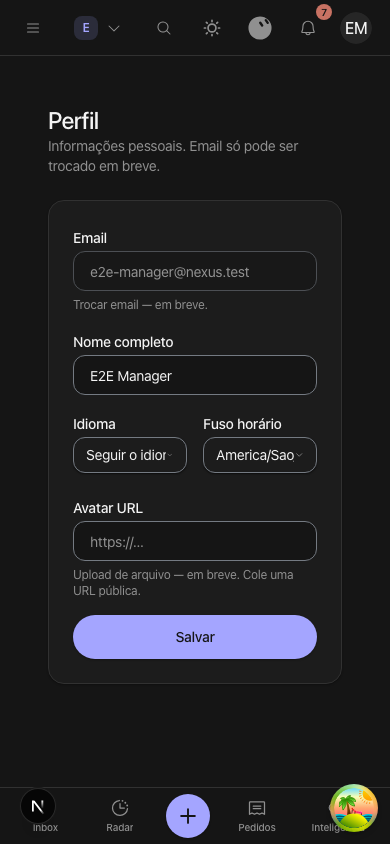 E
7
EM
Perfil
Informações pessoais. Email só pode ser
trocado em breve.
Email
e2e-manager@nexus.test
Trocar email — em breve.
Nome completo
E2E Manager
Idioma
Fuso horário
Seguir o idior
America/Sao
Avatar URL
https://...
Upload de arquivo — em breve. Cole uma
URL pública.
Salvar
N
Inbox
Radar
Pedidos